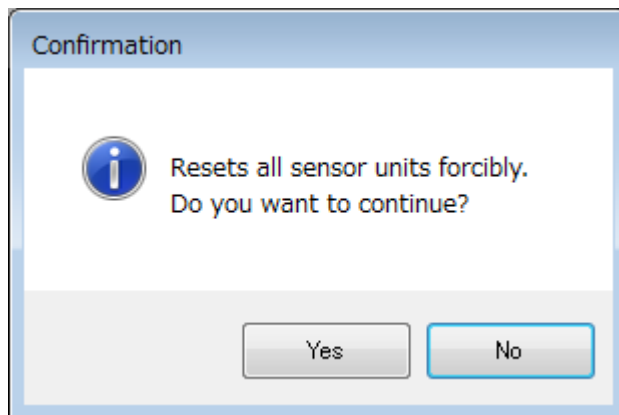 Confirmation
Resets all sensor units forcibly.
Do you want to continue?
Yes
No